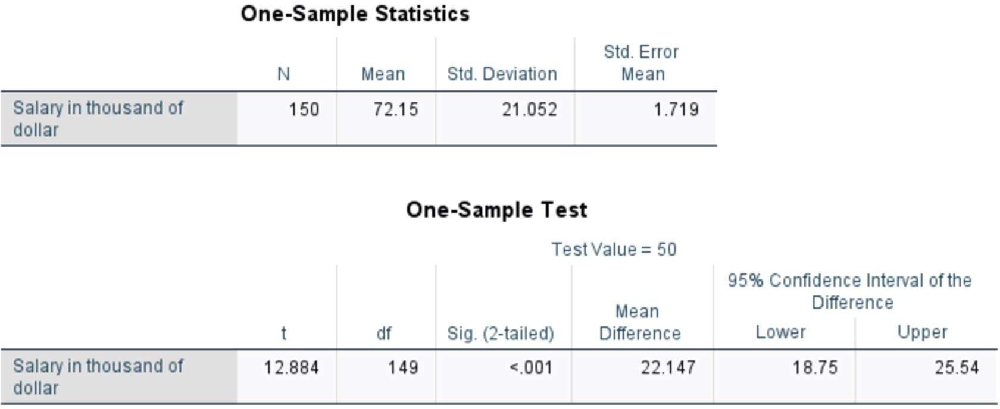 One-Sample Statistics
N Mean Std. Deviation Std. Error
Mean
Salary in thousand of
dollar
150 72.15 21.052 1.719
One-Sample Test
Test Value = 50
95% Confidence Interval of the
Difference
t df Sig. (2-tailed) Mean
Difference
Lower Upper
Salary in thousand of
dollar
12.884 149 <.001 22.147 18.75 25.54